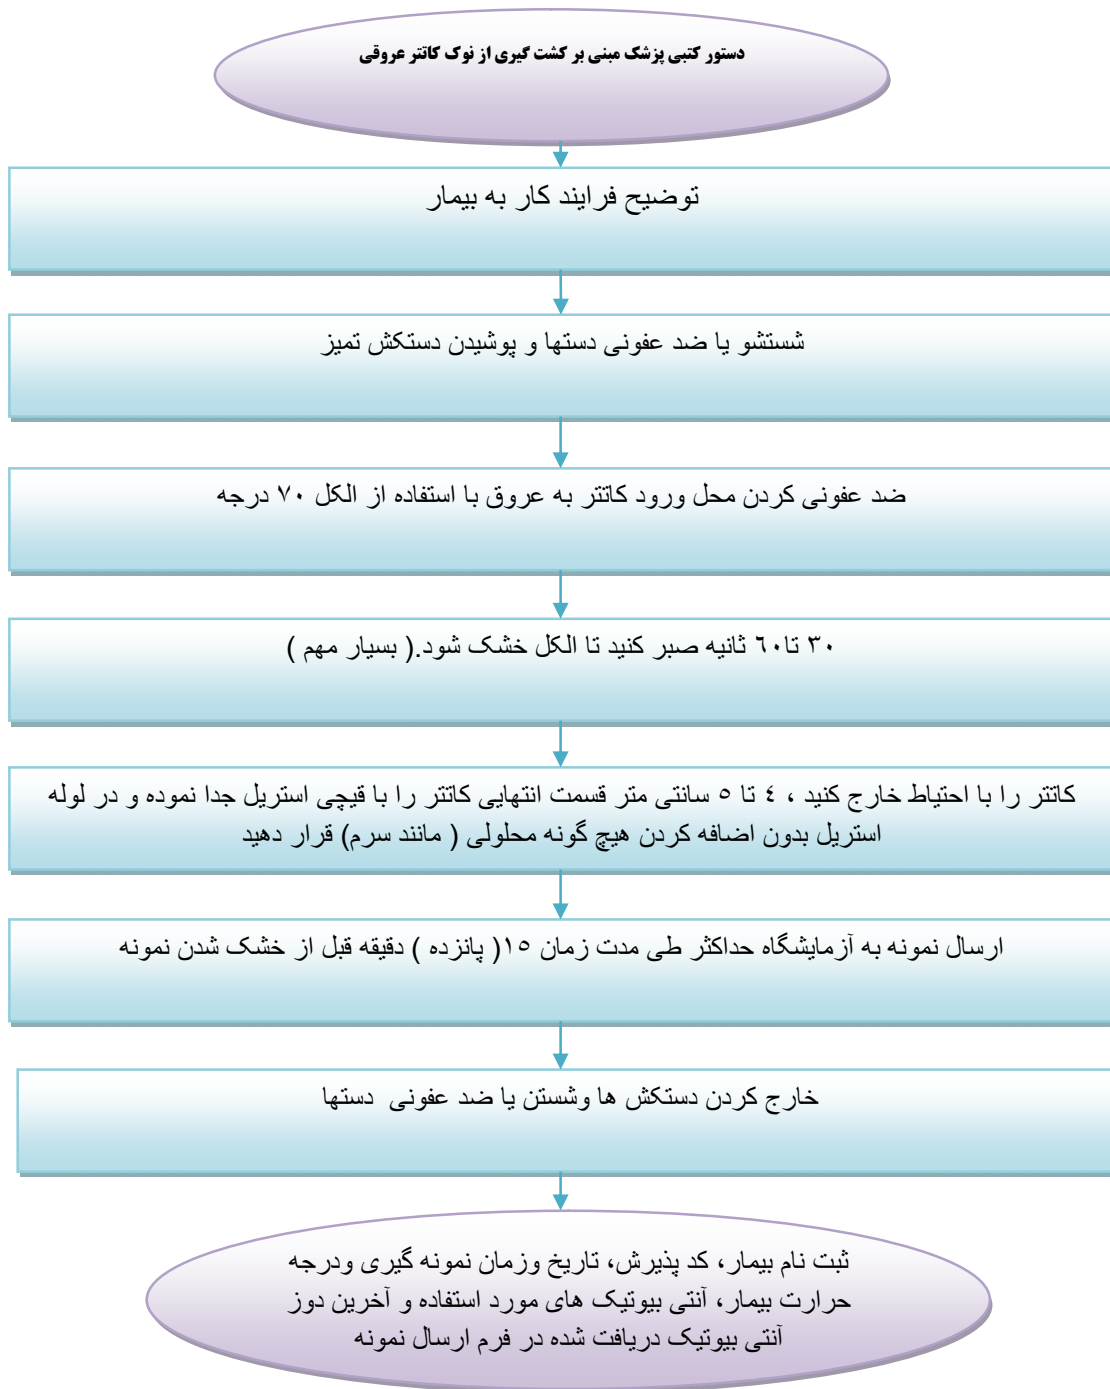 دستور کتبی پزشک مبنی بر کشت گیری از نوک کاتتر عروقی
توضیح فرایند کار به بیمار
شستشو یا ضد عفونی دستها و پوشیدن دستکش تمیز
ضد عفونی کردن محل ورود کاتتر به عروق با استفاده از الکل ۷۰ درجه
۳۰ تا٦۰ ثانیه صبر کنید تا الکل خشک شود.( بسیار مهم )
کاتتر را با احتیاط خارج کنید ، ٤ تا ٥ سانتی متر قسمت انتهایی کاتتر را با قیچی استریل جدا نموده و در لوله
استریل بدون اضافه کردن هیچ گونه محلولی ( مانند سرم) قرار دهید
ارسال نمونه به آزمایشگاه حداکثر طی مدت زمان ۱٥( پانزده ) دقیقه قبل از خشک شدن نمونه
خارج کردن دستکش ها وشستن یا ضد عفونی دستها
ثبت نام بیمار، کد پذیرش، تاریخ وزمان نمونه گیری ودرجه
حرارت بیمار، آنتی بیوتیک های مورد استفاده و آخرین دوز
آنتی بیوتیک دریافت شده در فرم ارسال نمونه